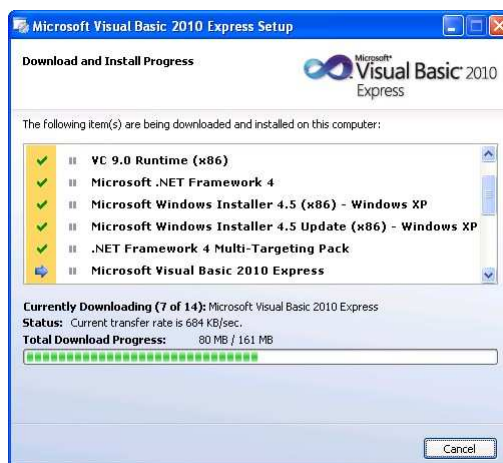 Microsoft Visual Basic 2010 Express Setup
Download and Install Progress
Microsoft®
Visual Basic 2010
Express
The following item(s) are being downloaded and installed on this computer:
VC 9.0 Runtime (x86)
Microsoft .NET Framework 4
Microsoft Windows Installer 4.5 (x86) - Windows XP
Microsoft Windows Installer 4.5 Update (x86) - Windows XP
.NET Framework 4 Multi-Targeting Pack
Microsoft Visual Basic 2010 Express
Currently Downloading (7 of 14): Microsoft Visual Basic 2010 Express
Status: Current transfer rate is 684 KB/sec.
Total Download Progress: 80 MB / 161 MB
Cancel